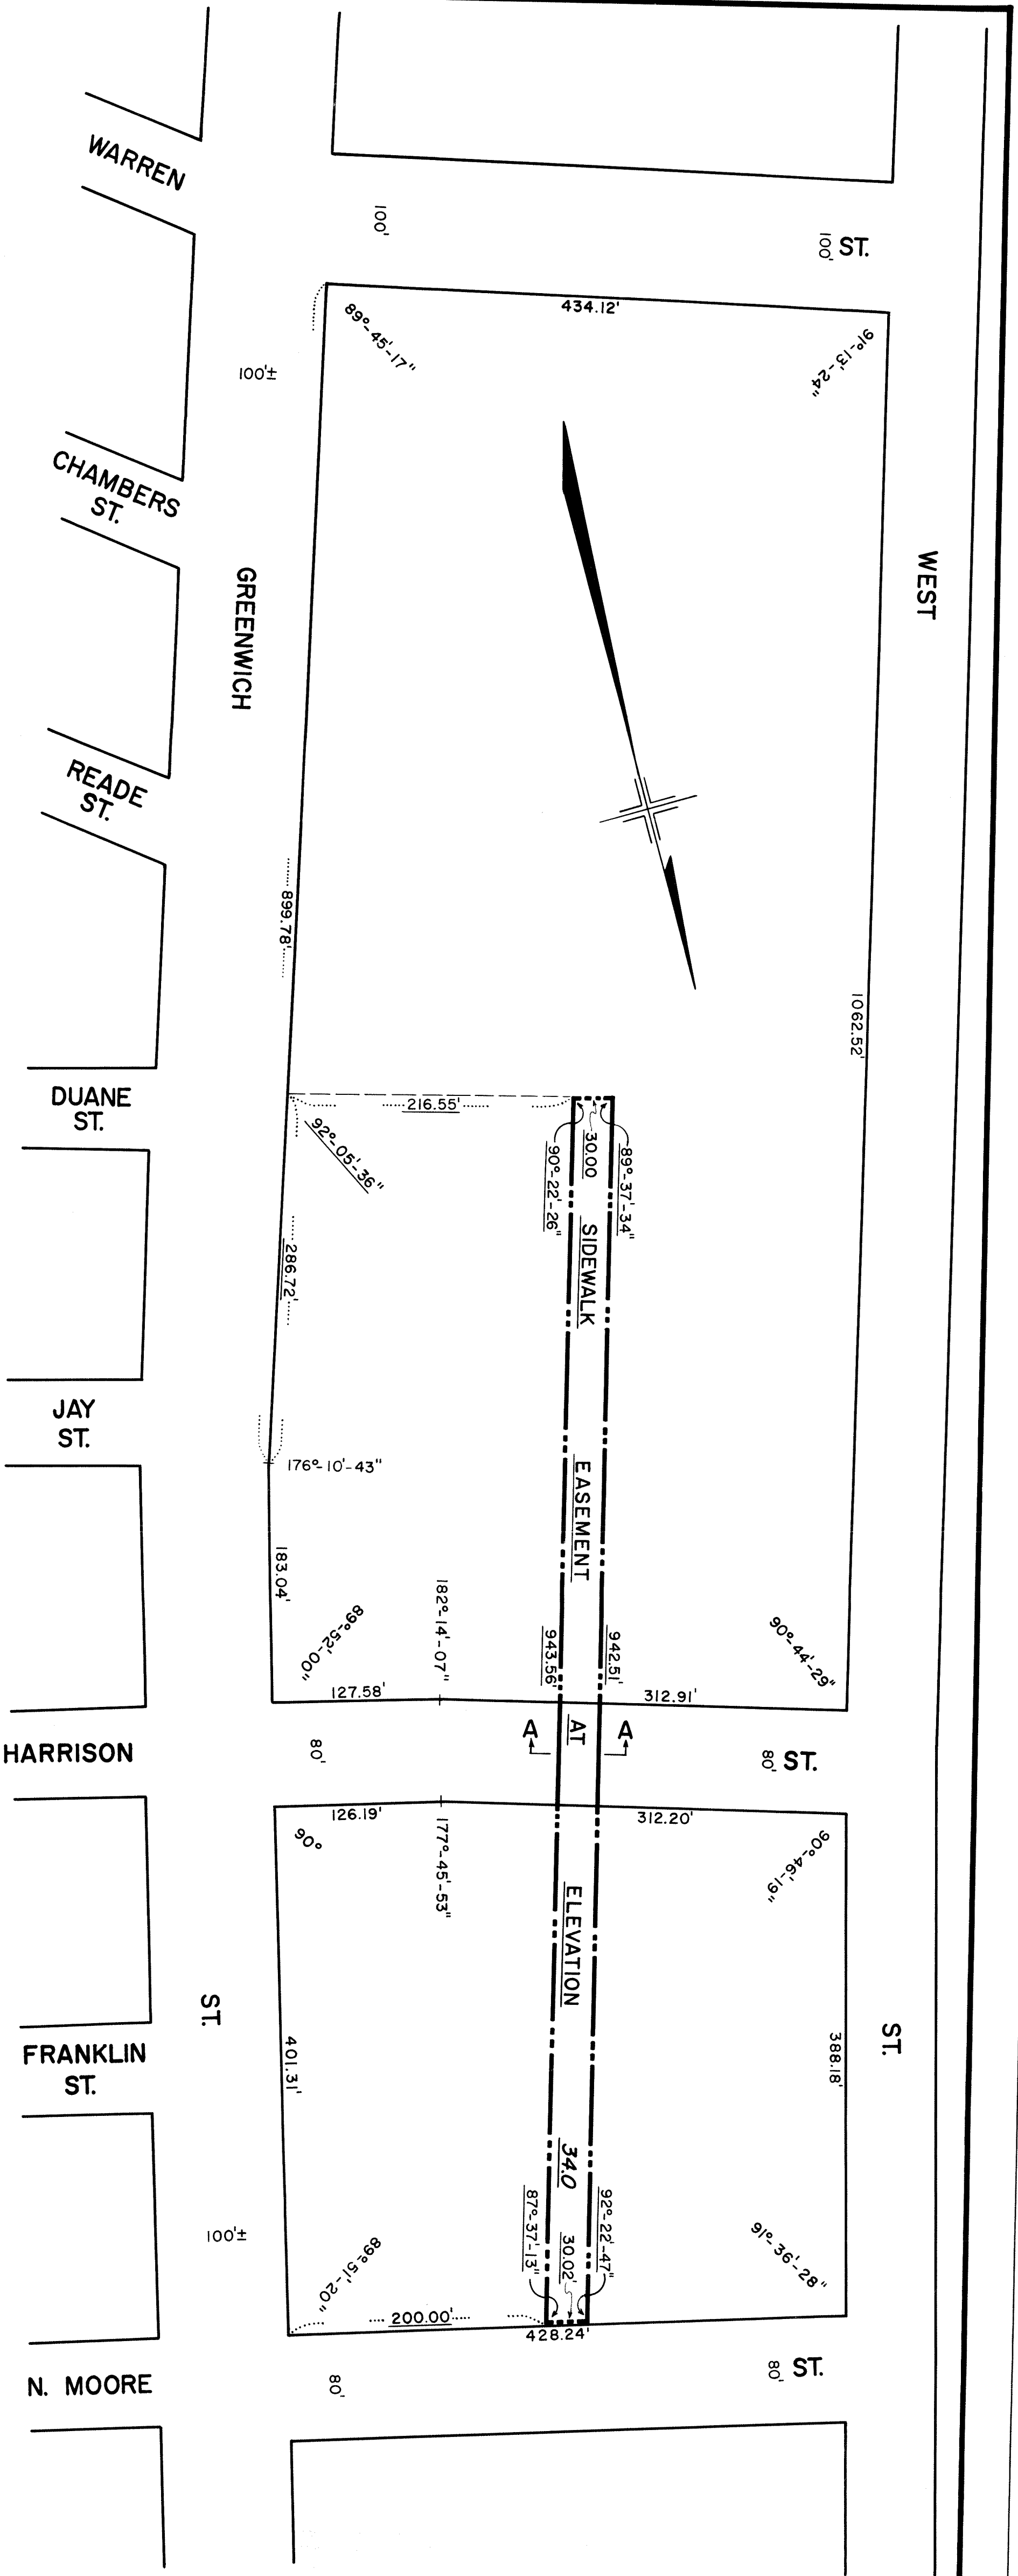 WARREN
100'
100'
ST.
434.12'
89°-45'-17"
91°-13'-24"
100'±
CHAMBERS
ST.
GREENWICH
WEST
READE
ST.
899.78'
1062.52'
DUANE
ST.
216.55'
92°-05'-36"
30.00
90°-22'-26"
89°-37'-34"
SIDEWALK
286.72'
JAY
ST.
176°-10'-43"
EASEMENT
183.04'
89°-52'-00"
182°-14'-07"
943.56'
942.51'
90°-44'-29"
127.58'
312.91'
HARRISON
80'
A
AT
A
80'
ST.
126.19'
312.20'
90°
177°-45'-53"
90°-46'-19"
ELEVATION
ST.
ST.
FRANKLIN
ST.
401.31'
388.18'
34.0
100'±
89°-51'-20"
87°-37'-13"
30.02'
92°-22'-47"
91°-36'-28"
200.00'
428.24'
N. MOORE
80'
80'
ST.